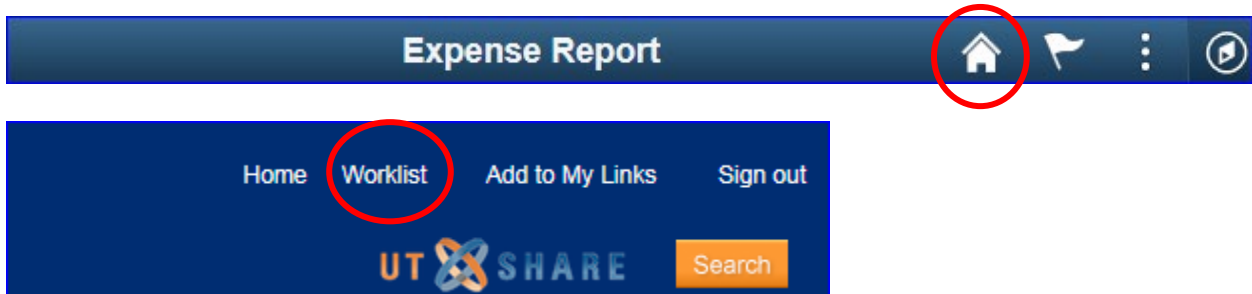 Expense Report
Home Worklist Add to My Links Sign out
UT SHARE Search